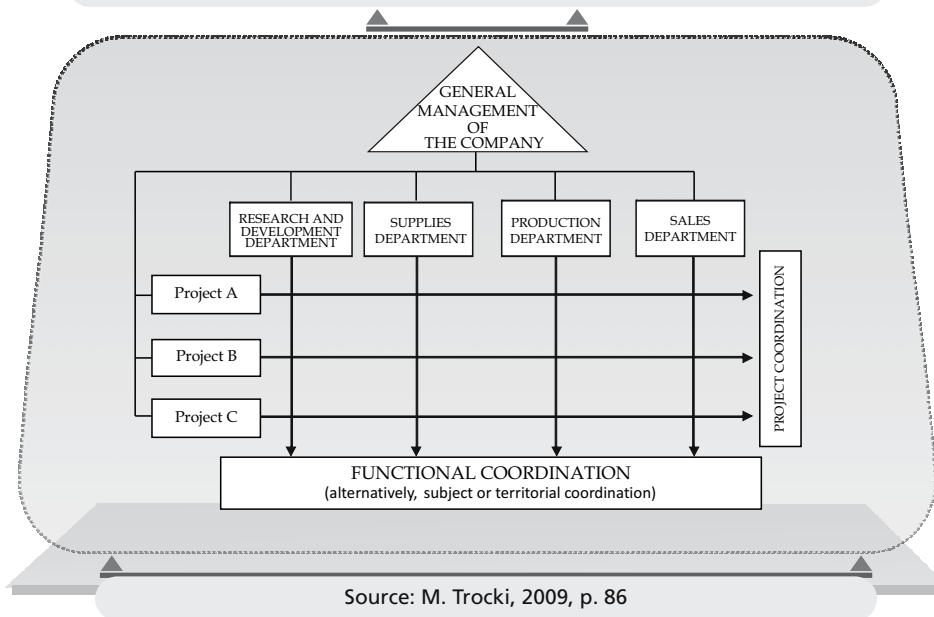 GENERAL
MANAGEMENT
OF
THE COMPANY
RESEARCH AND
DEVELOPMENT
DEPARTMENT
SUPPLIES
DEPARTMENT
PRODUCTION
DEPARTMENT
SALES
DEPARTMENT
Project A
Project B
Project C
PROJECT COORDINATION
FUNCTIONAL COORDINATION
(alternatively, subject or territorial coordination)
Source: M. Trocki, 2009, p. 86